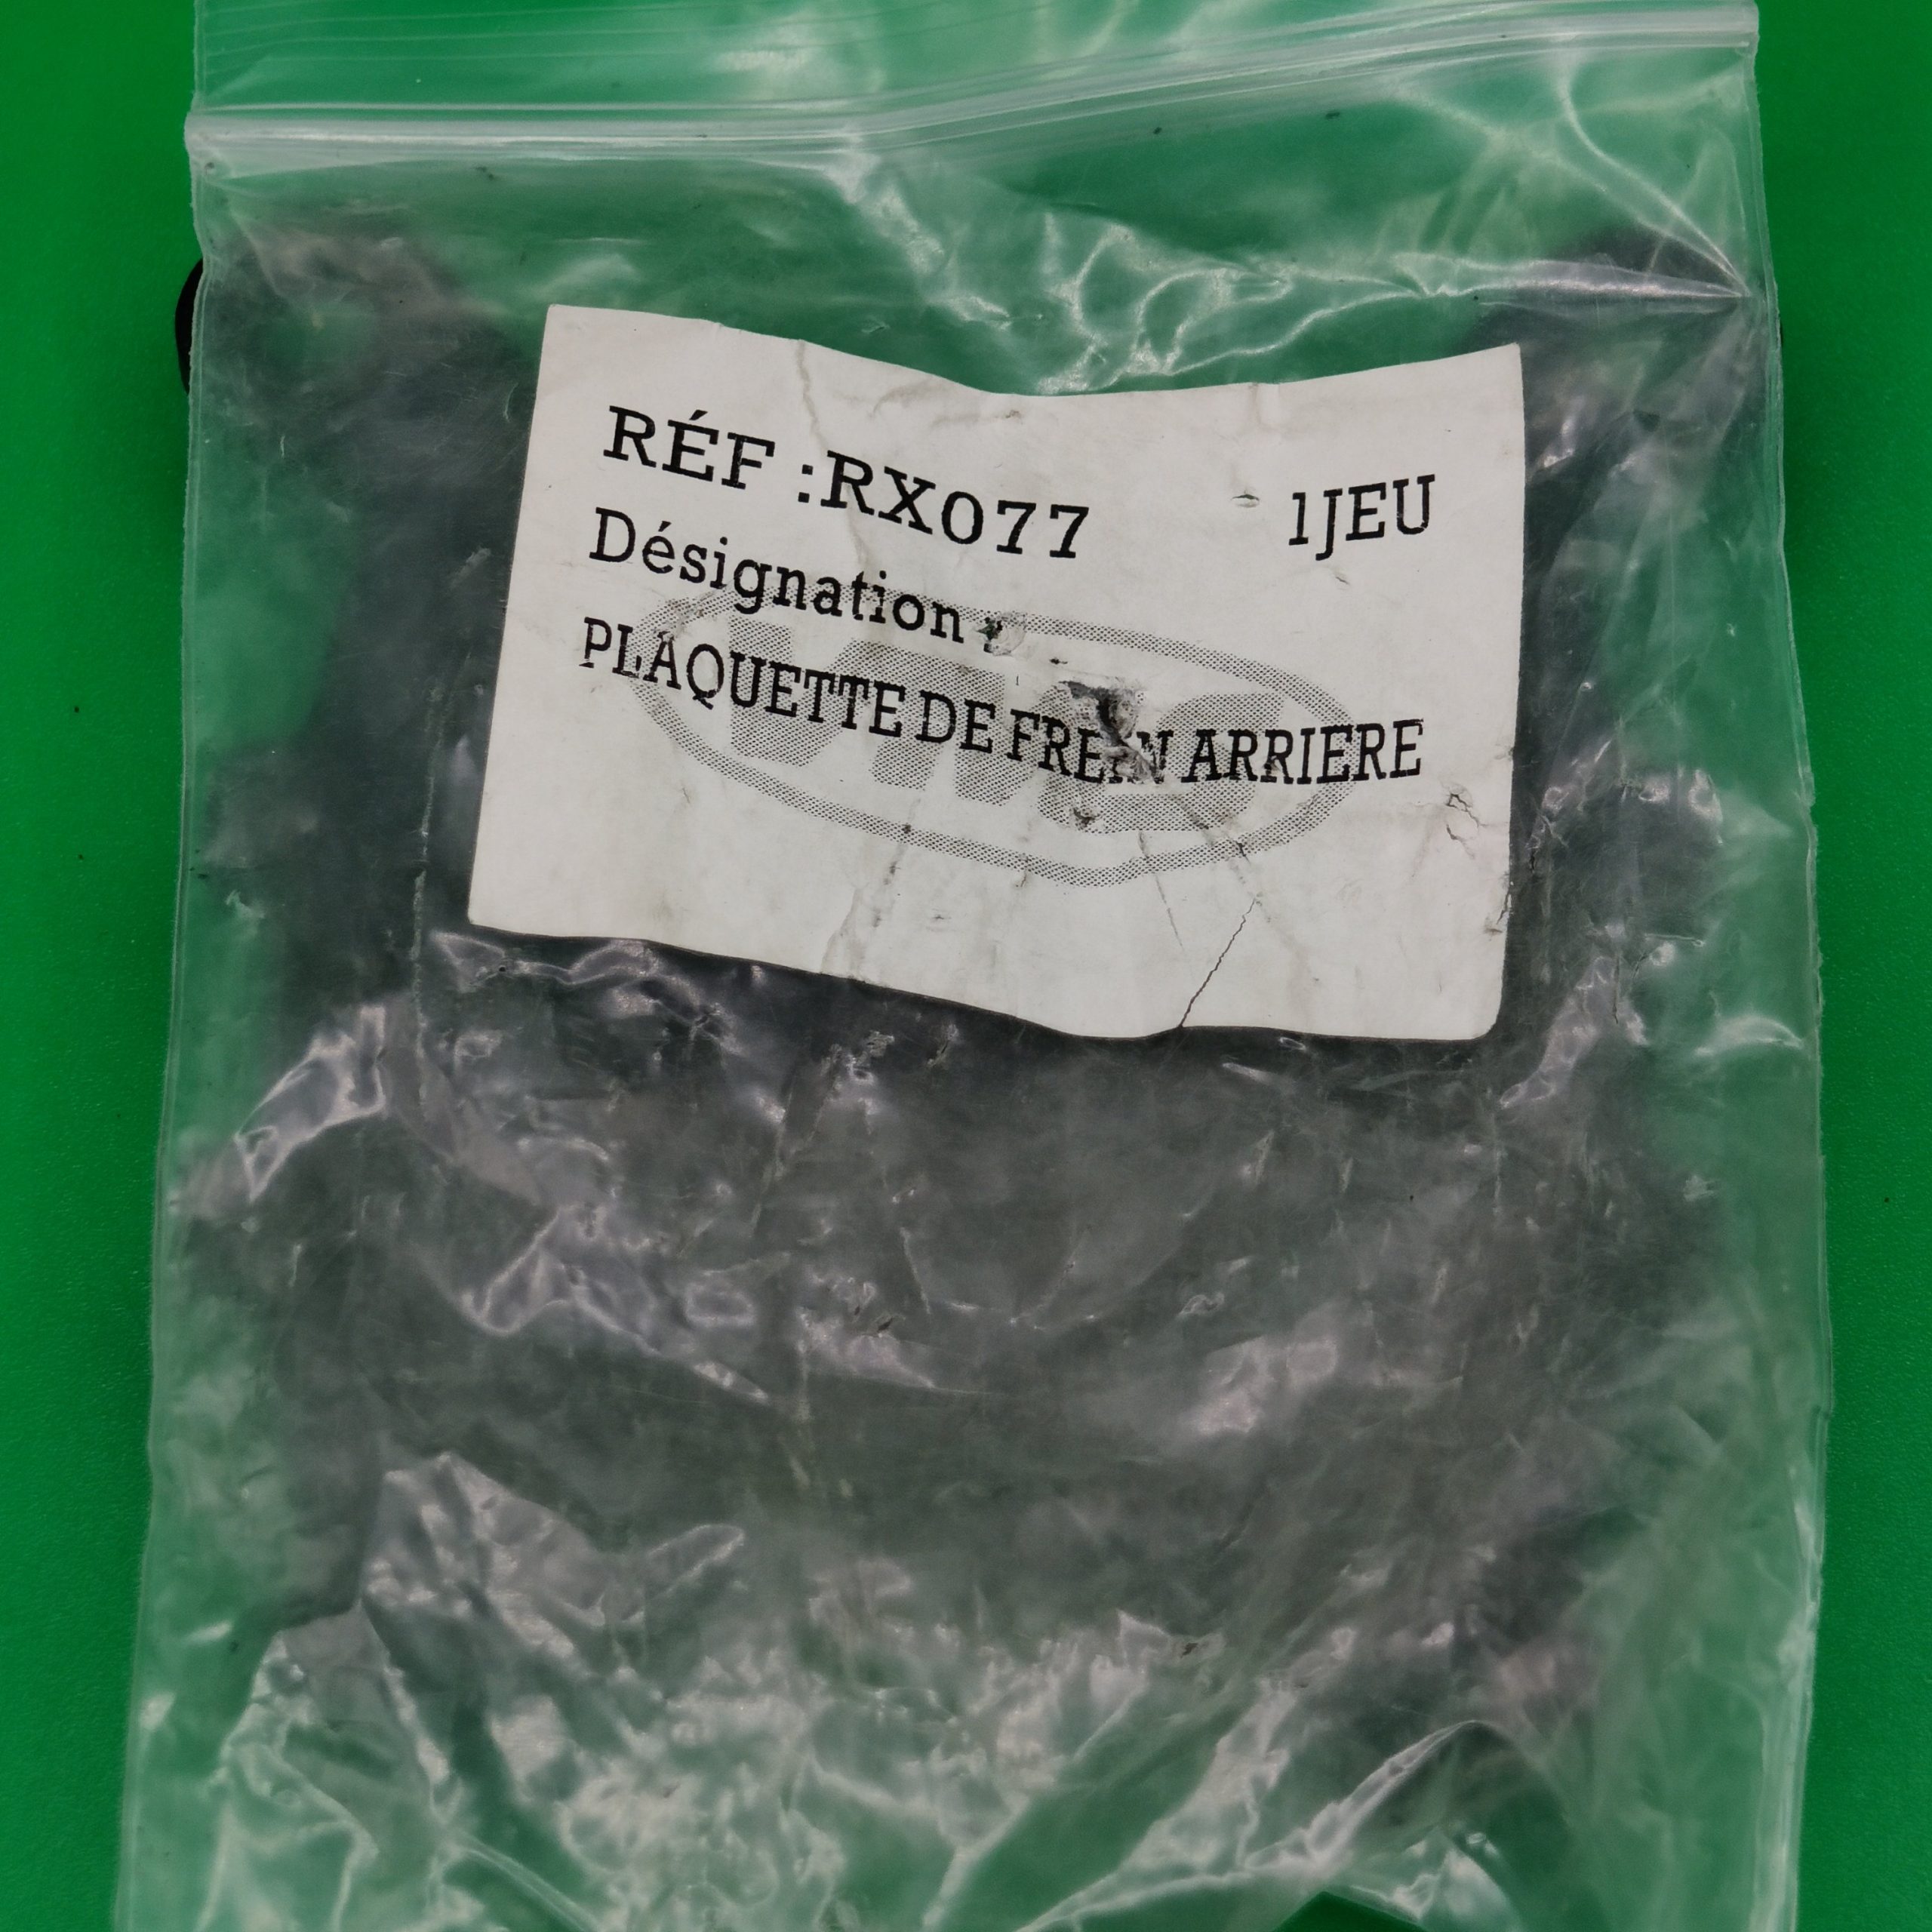 RÉF :RX077 1JEU
Désignation :
PLAQUETTE DE FREIN ARRIERE